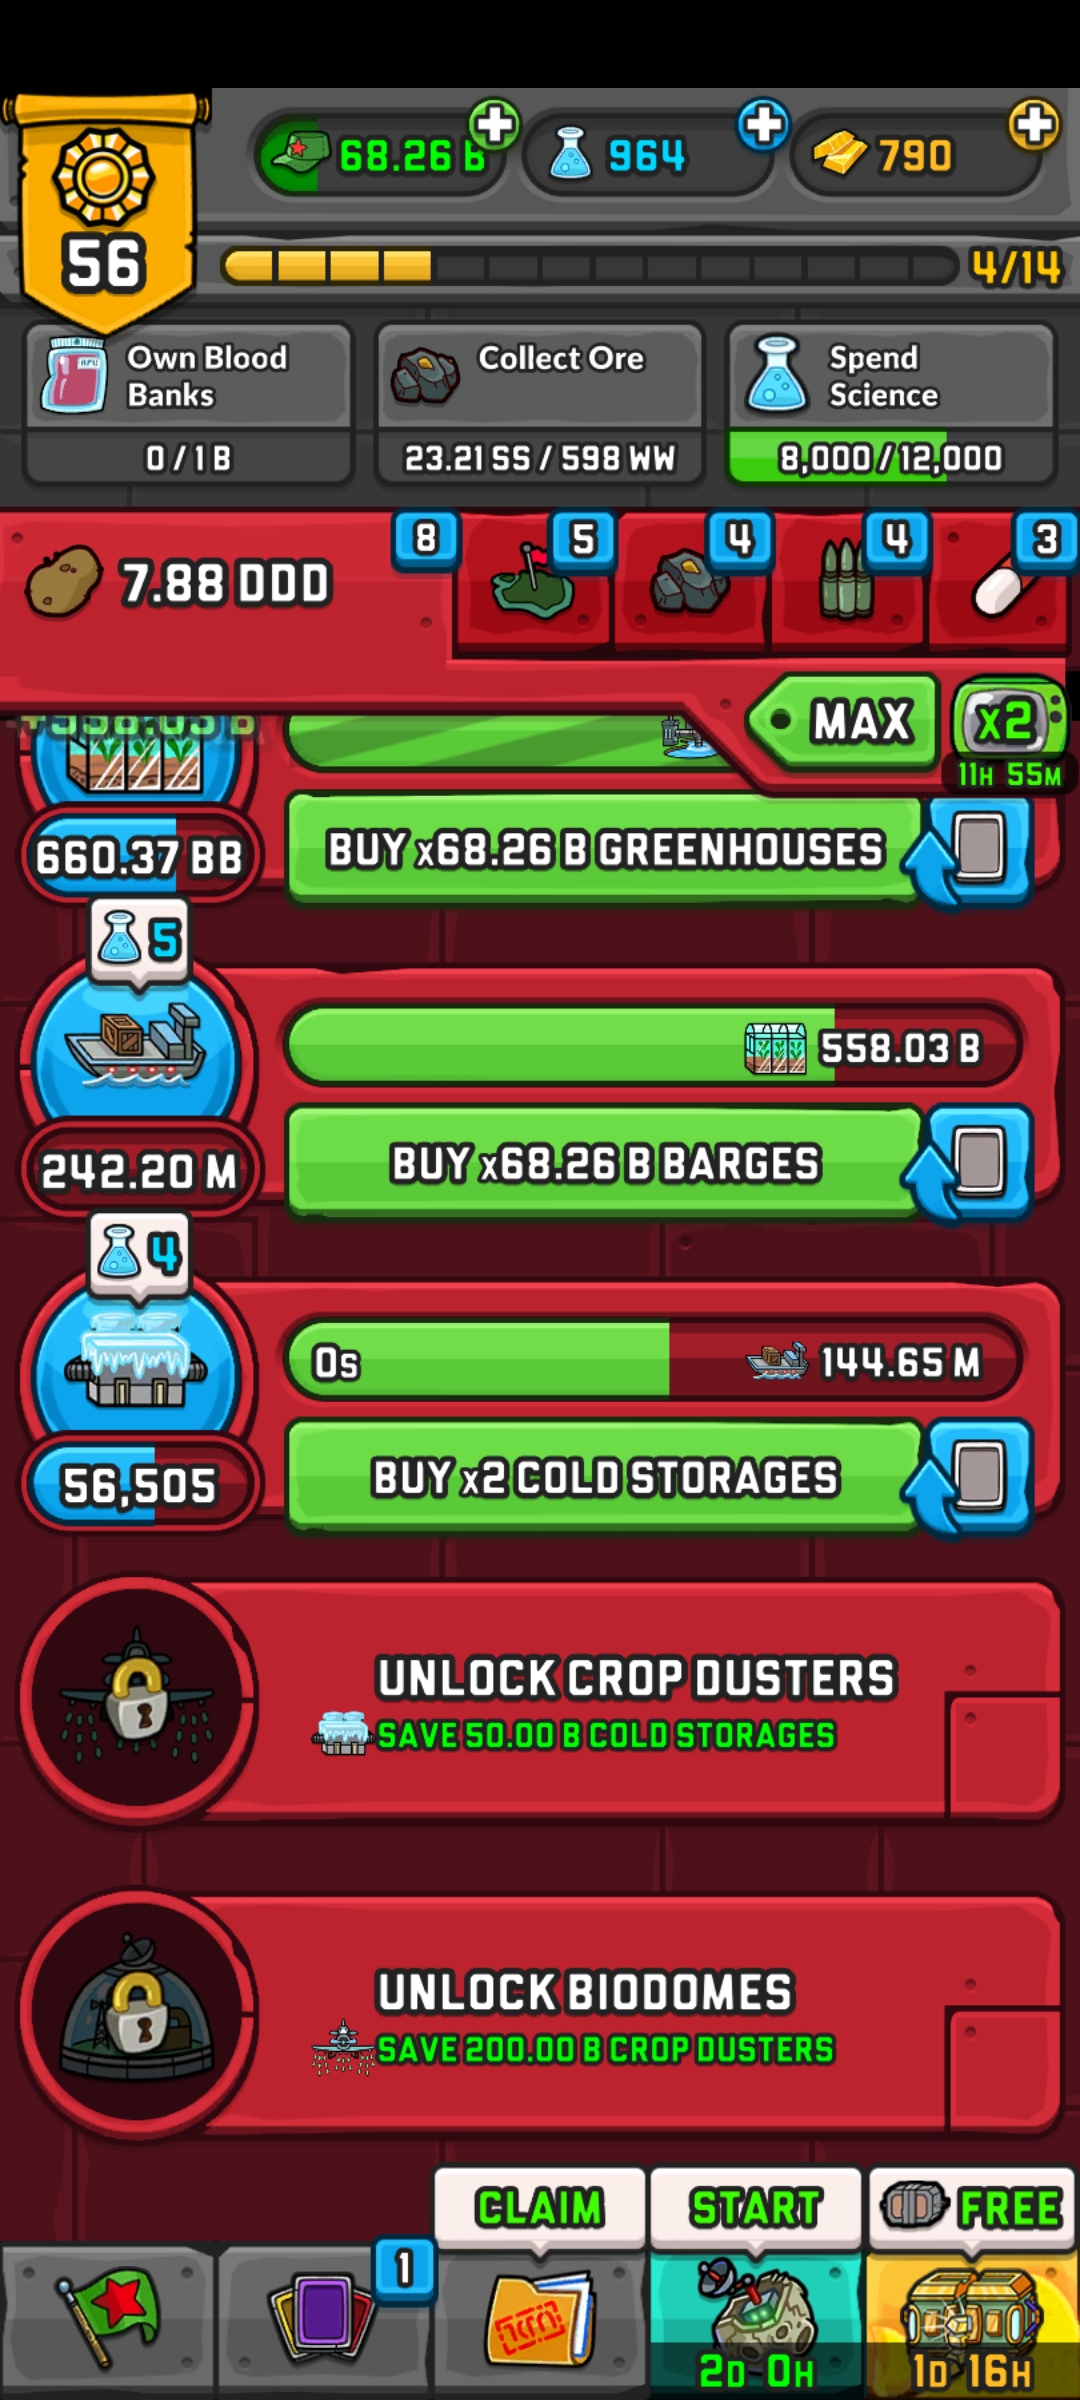 68.26 B
964
790
56
4/14
Own Blood
Banks
0 / 1 B
Collect Ore
23.21 SS / 598 WW
Spend
Science
8,000 / 12,000
7.88 DDD
8
5
4
4
3
MAX
x2
11H 55M
660.37 BB
BUY x68.26 B GREENHOUSES
5
558.03 B
242.20 M
BUY x68.26 B BARGES
4
0s
144.65 M
56,505
BUY x2 COLD STORAGES
UNLOCK CROP DUSTERS
SAVE 50.00 B COLD STORAGES
UNLOCK BIODOMES
SAVE 200.00 B CROP DUSTERS
CLAIM
START
FREE
1
2D 0H
1D 16H